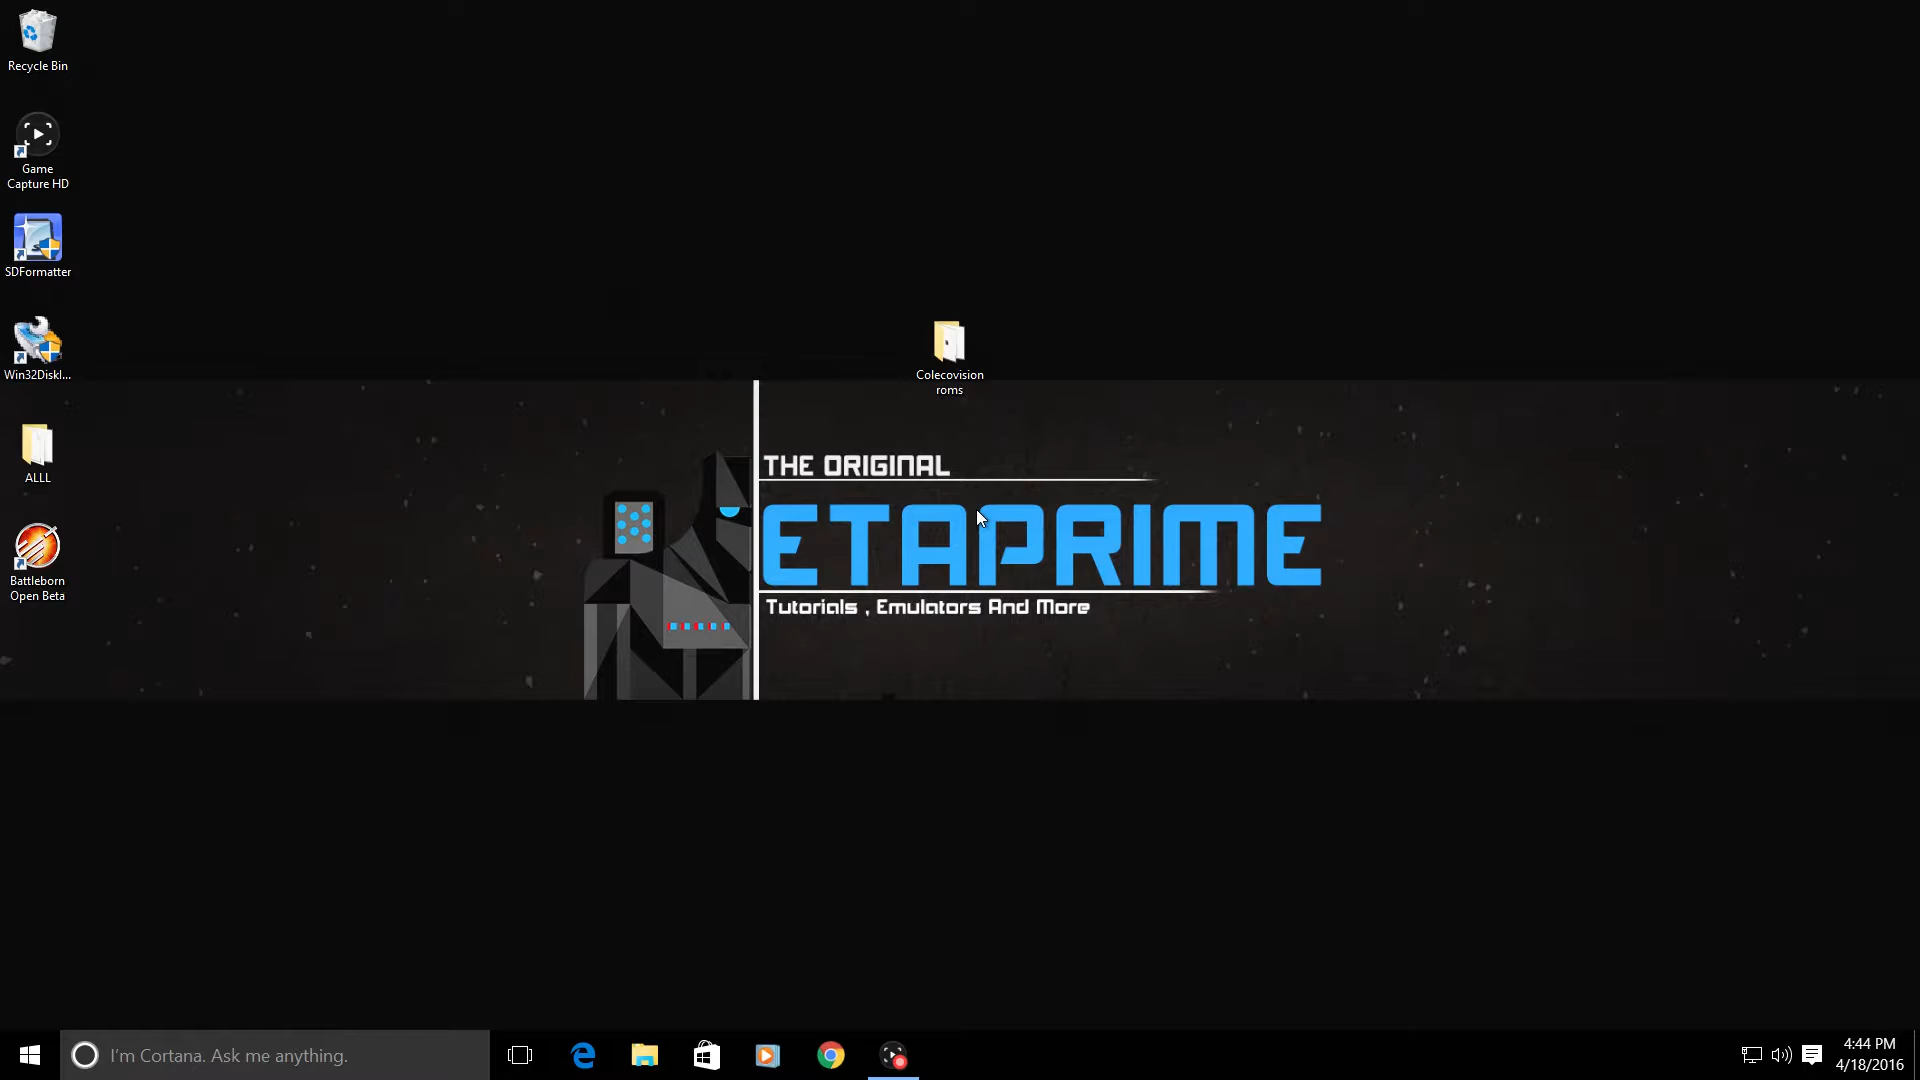 Recycle Bin
Game
Capture HD
SDFormatter
Win32DiskI...
ALLL
Battleborn
Open Beta
Colecovision
roms
THE ORIGINAL
ETAPRIME
Tutorials , Emulators And More
I'm Cortana. Ask me anything.
4:44 PM
4/18/2016